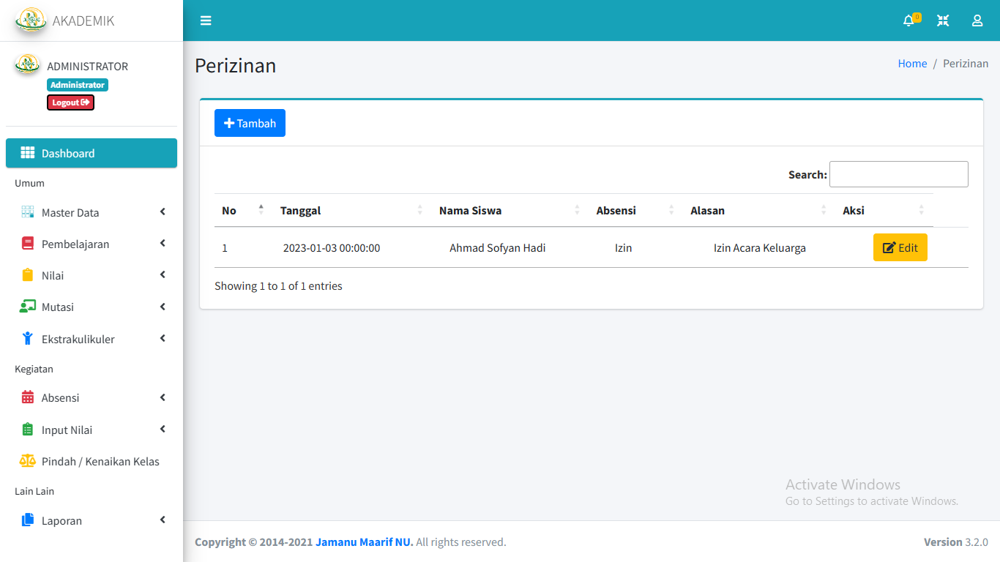 AKADEMIK
0
ADMINISTRATOR
Administrator
Logout
Perizinan
Home / Perizinan
Tambah
Dashboard
Umum
Master Data
Pembelajaran
Nilai
Mutasi
Ekstrakulikuler
Kegiatan
Absensi
Input Nilai
Pindah / Kenaikan Kelas
Lain Lain
Laporan
Search:
No Tanggal Nama Siswa Absensi Alasan Aksi
1 2023-01-03 00:00:00 Ahmad Sofyan Hadi Izin Izin Acara Keluarga Edit
Showing 1 to 1 of 1 entries
Activate Windows
Go to Settings to activate Windows.
Copyright © 2014-2021 Jamanu Maarif NU. All rights reserved.
Version 3.2.0